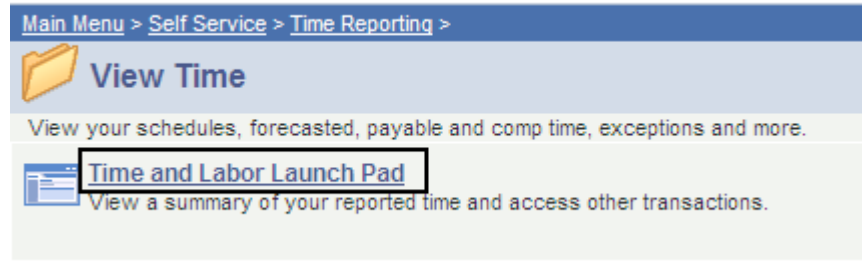 Main Menu > Self Service > Time Reporting >
View Time
View your schedules, forecasted, payable and comp time, exceptions and more.
Time and Labor Launch Pad
View a summary of your reported time and access other transactions.